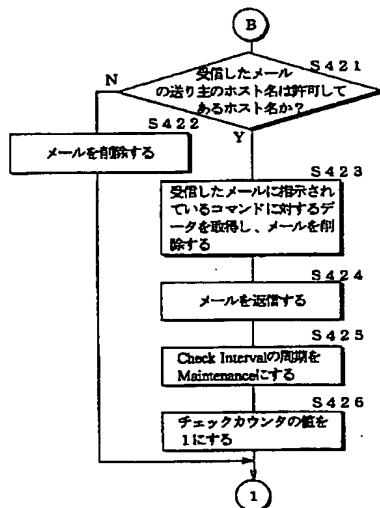 B
S421
受信したメール
の送り主のホスト名は許可して
あるホスト名か?
N
Y
S422
メールを削除する
S423
受信したメールに指示され
ているコマンドに対するデ
ータを取得し、メールを削
除する
S424
メールを返信する
S425
Check Intervalの周期を
Maintenanceにする
S426
チェックカウンタの値を
1にする
1